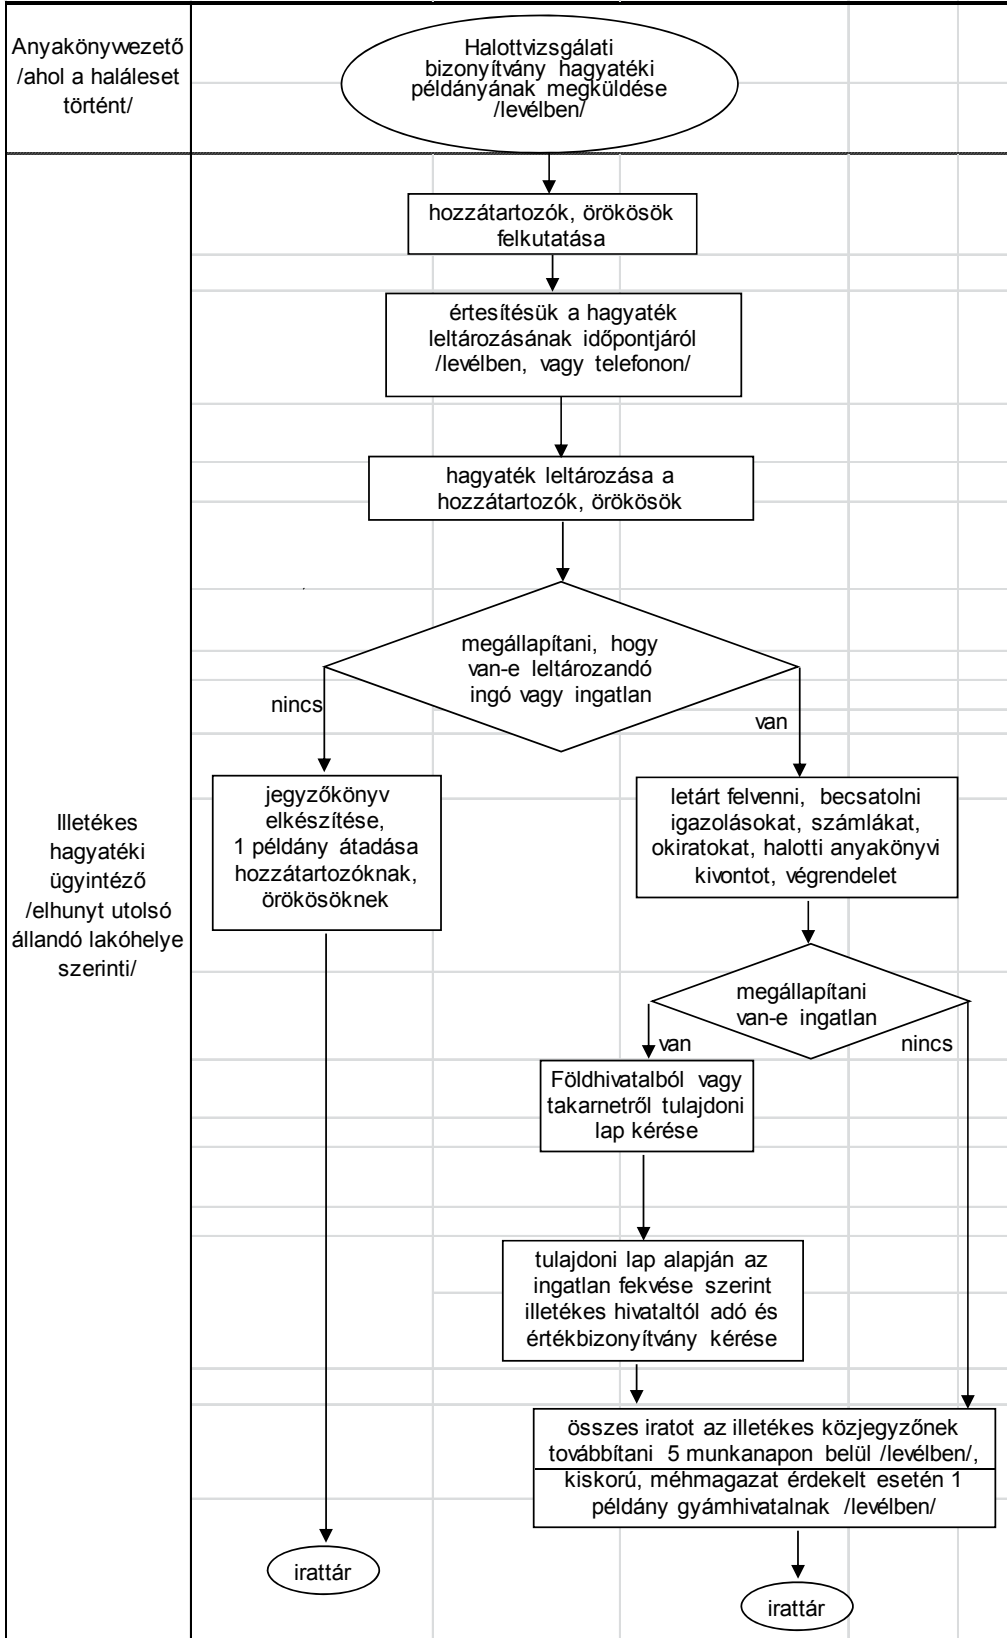 Anyakönyvvezető
/ahol a haláleset
történt/
Halottvizsgálati
bizonyítvány hagyatéki
példányának megküldése
/levélben/
Illetékes
hagyatéki
ügyintéző
/elhunyt utolsó
állandó lakóhelye
szerinti/
hozzátartozók, örökösök
felkutatása
értesítésük a hagyaték
leltározásának időpontjáról
/levélben, vagy telefonon/
hagyaték leltározása a
hozzátartozók, örökösök
megállapítani, hogy
van-e leltározandó
ingó vagy ingatlan
nincs
van
jegyzőkönyv
elkészítése,
1 példány átadása
hozzátartozóknak,
örökösöknek
letárt felvenni, becsatolni
igazolásokat, számlákat,
okiratokat, halotti anyakönyvi
kivontot, végrendelet
megállapítani
van-e ingatlan
van
nincs
Földhivatalból vagy
takarnetről tulajdoni
lap kérése
tulajdoni lap alapján az
ingatlan fekvése szerint
illetékes hivataltól adó és
értékbizonyítvány kérése
összes iratot az illetékes közjegyzőnek
továbbítani 5 munkanapon belül /levélben/,
kiskorú, méhmagazat érdekelt esetén 1
példány gyámhivatalnak /levélben/
irattár
irattár